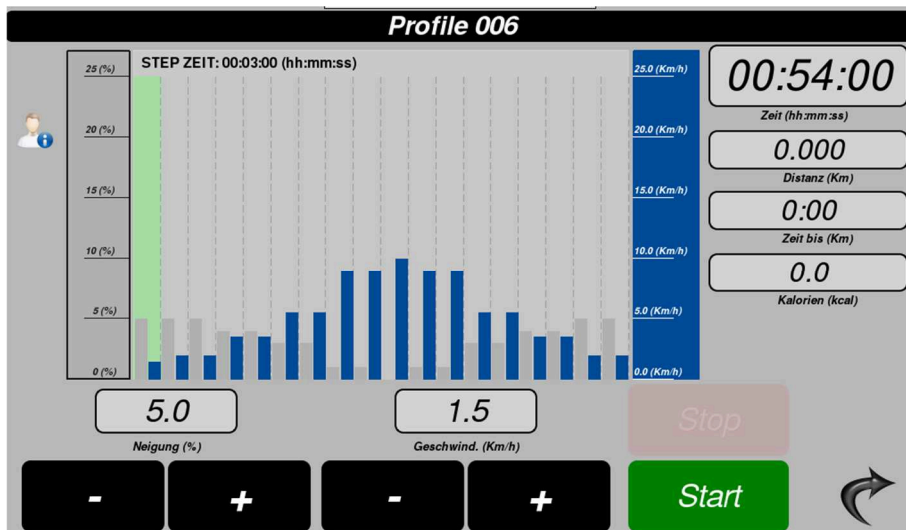 Profile 006
STEP ZEIT: 00:03:00 (hh:mm:ss)
25 (%)
20 (%)
15 (%)
10 (%)
5 (%)
0 (%)
25.0 (Km/h)
20.0 (Km/h)
15.0 (Km/h)
10.0 (Km/h)
5.0 (Km/h)
0.0 (Km/h)
00:54:00
Zeit (hh:mm:ss)
0.000
Distanz (Km)
0:00
Zeit bis (Km)
0.0
Kalorien (kcal)
5.0
Neigung (%)
1.5
Geschwind. (Km/h)
Stop
- + - + Start